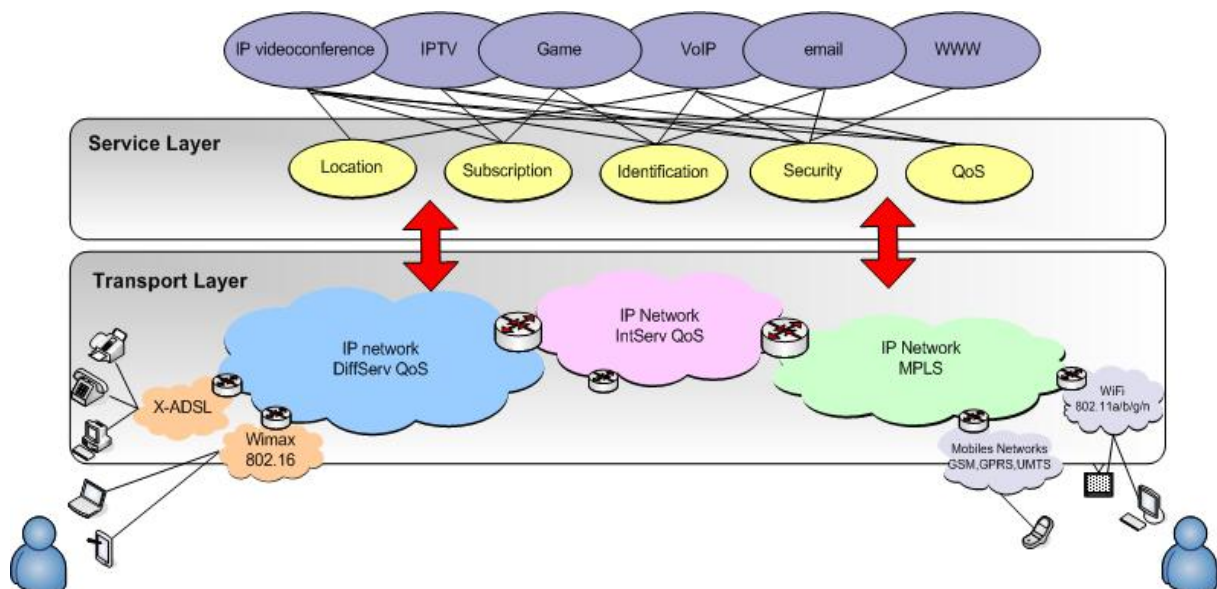 IP videoconference
IPTV
Game
VoIP
email
WWW
Service Layer
Location
Subscription
Identification
Security
QoS
Transport Layer
IP network
DiffServ QoS
IP Network
IntServ QoS
IP Network
MPLS
X-ADSL
Wimax
802.16
WiFi
802.11a/b/g/n
Mobiles Networks
GSM,GPRS,UMTS